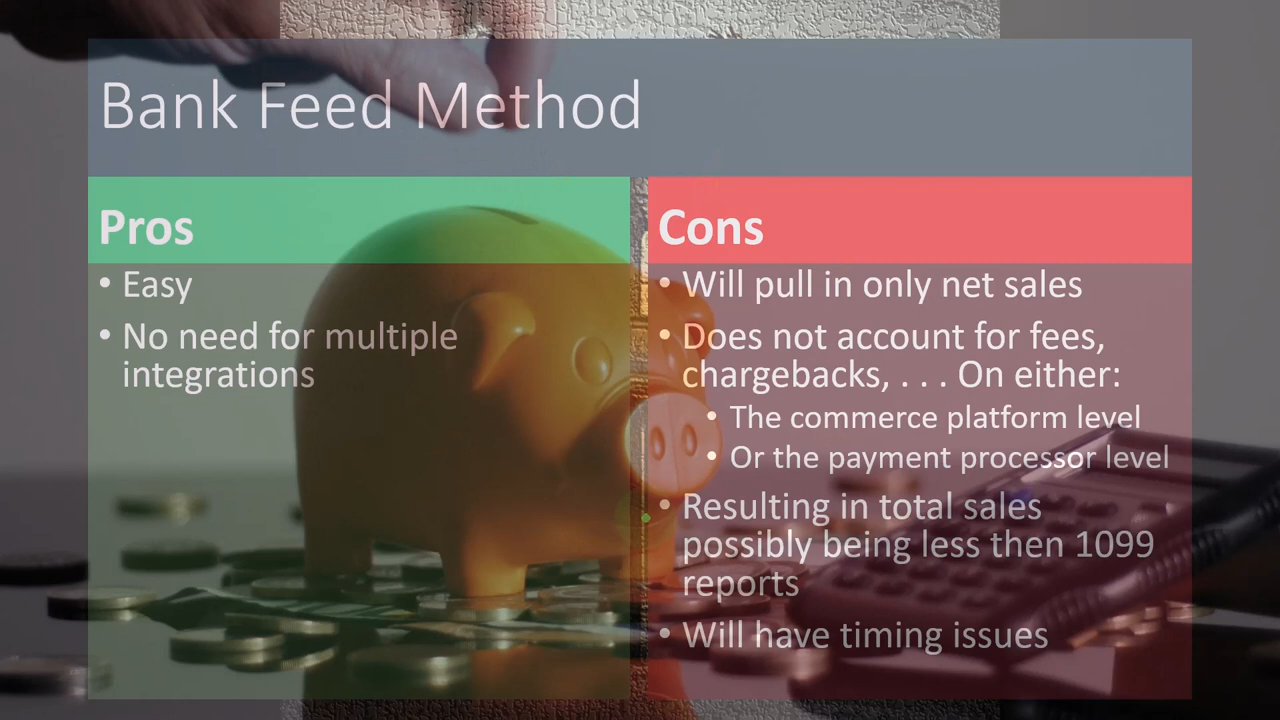 Bank Feed Method
Pros
• Easy
• No need for multiple
integrations
Cons
• Will pull in only net sales
• Does not account for fees,
chargebacks, . . . On either:
• The commerce platform level
• Or the payment processor level
• Resulting in total sales
possibly being less then 1099
reports
• Will have timing issues